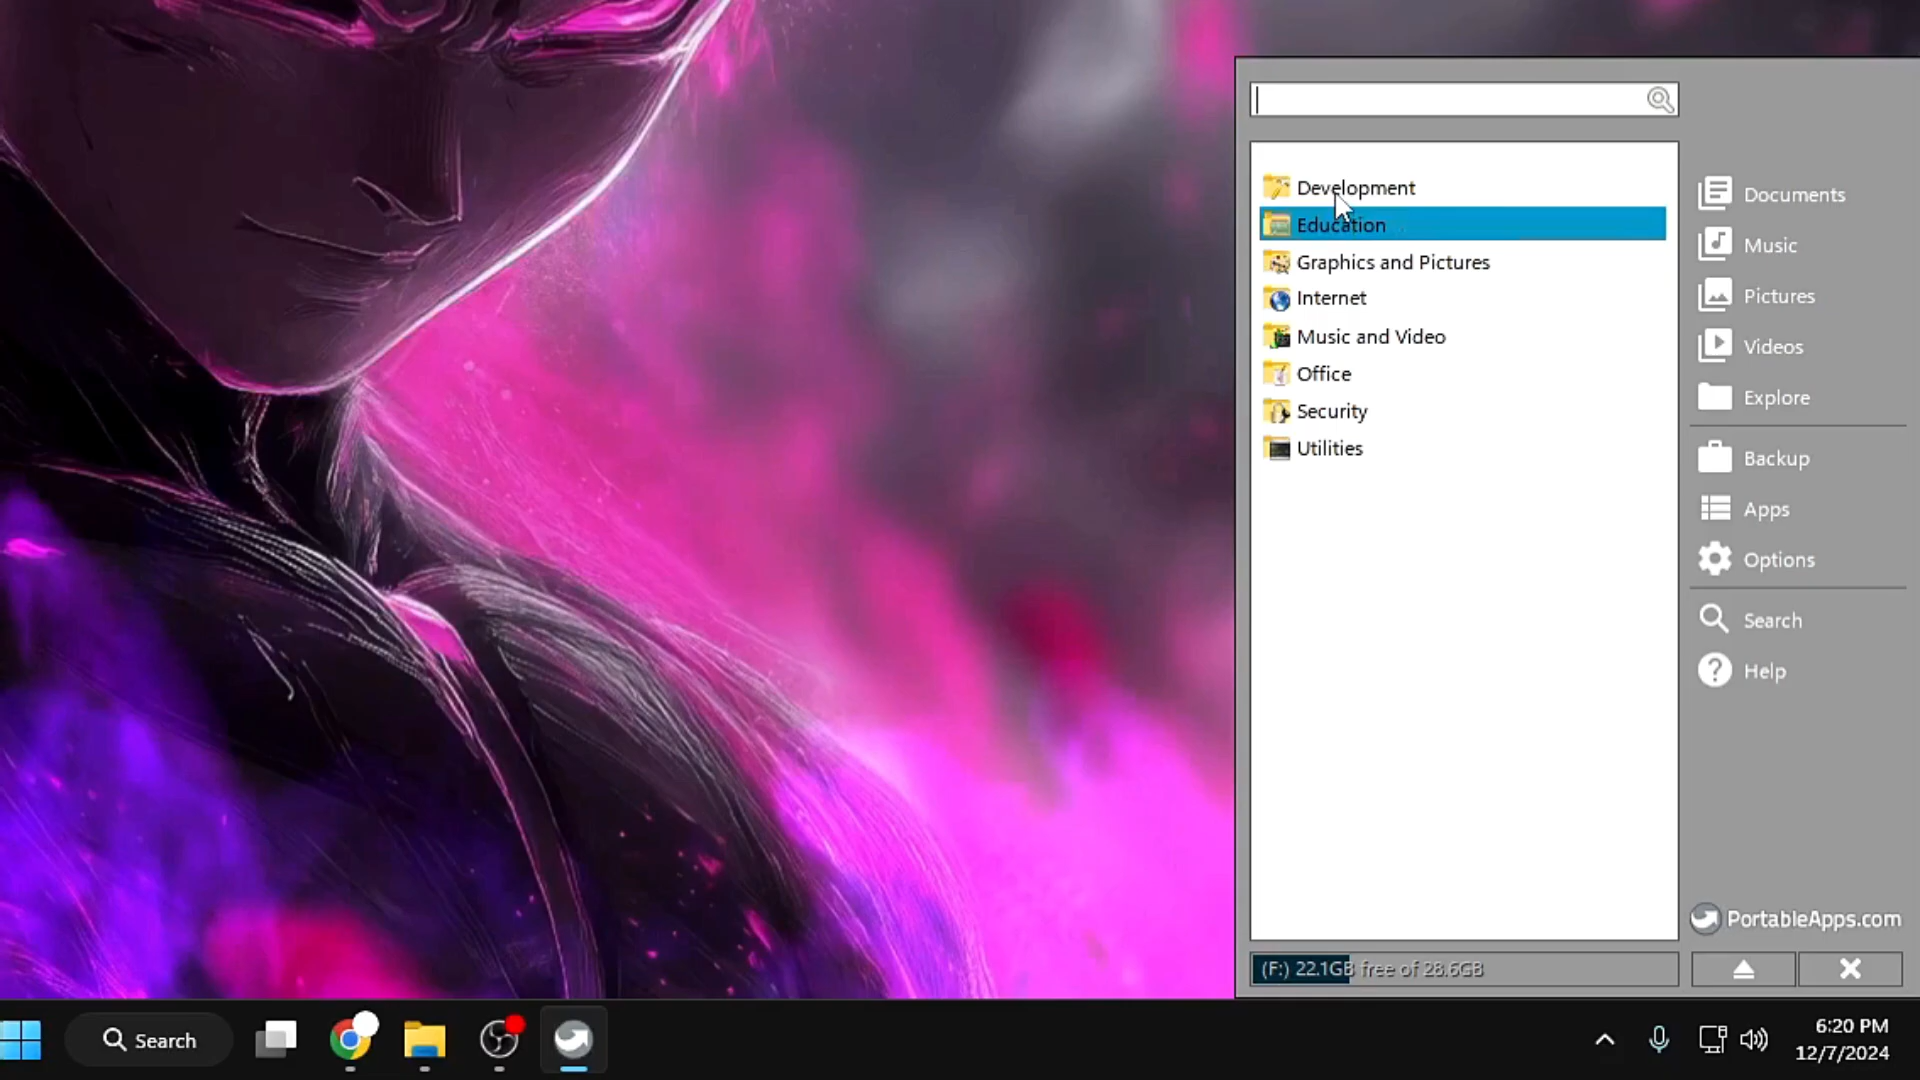 Development
Education
Graphics and Pictures
Internet
Music and Video
Office
Security
Utilities
Documents
Music
Pictures
Videos
Explore
Backup
Apps
Options
Search
Help
PortableApps.com
(F:) 22.1GB free of 28.6GB
Search
6:20 PM
12/7/2024